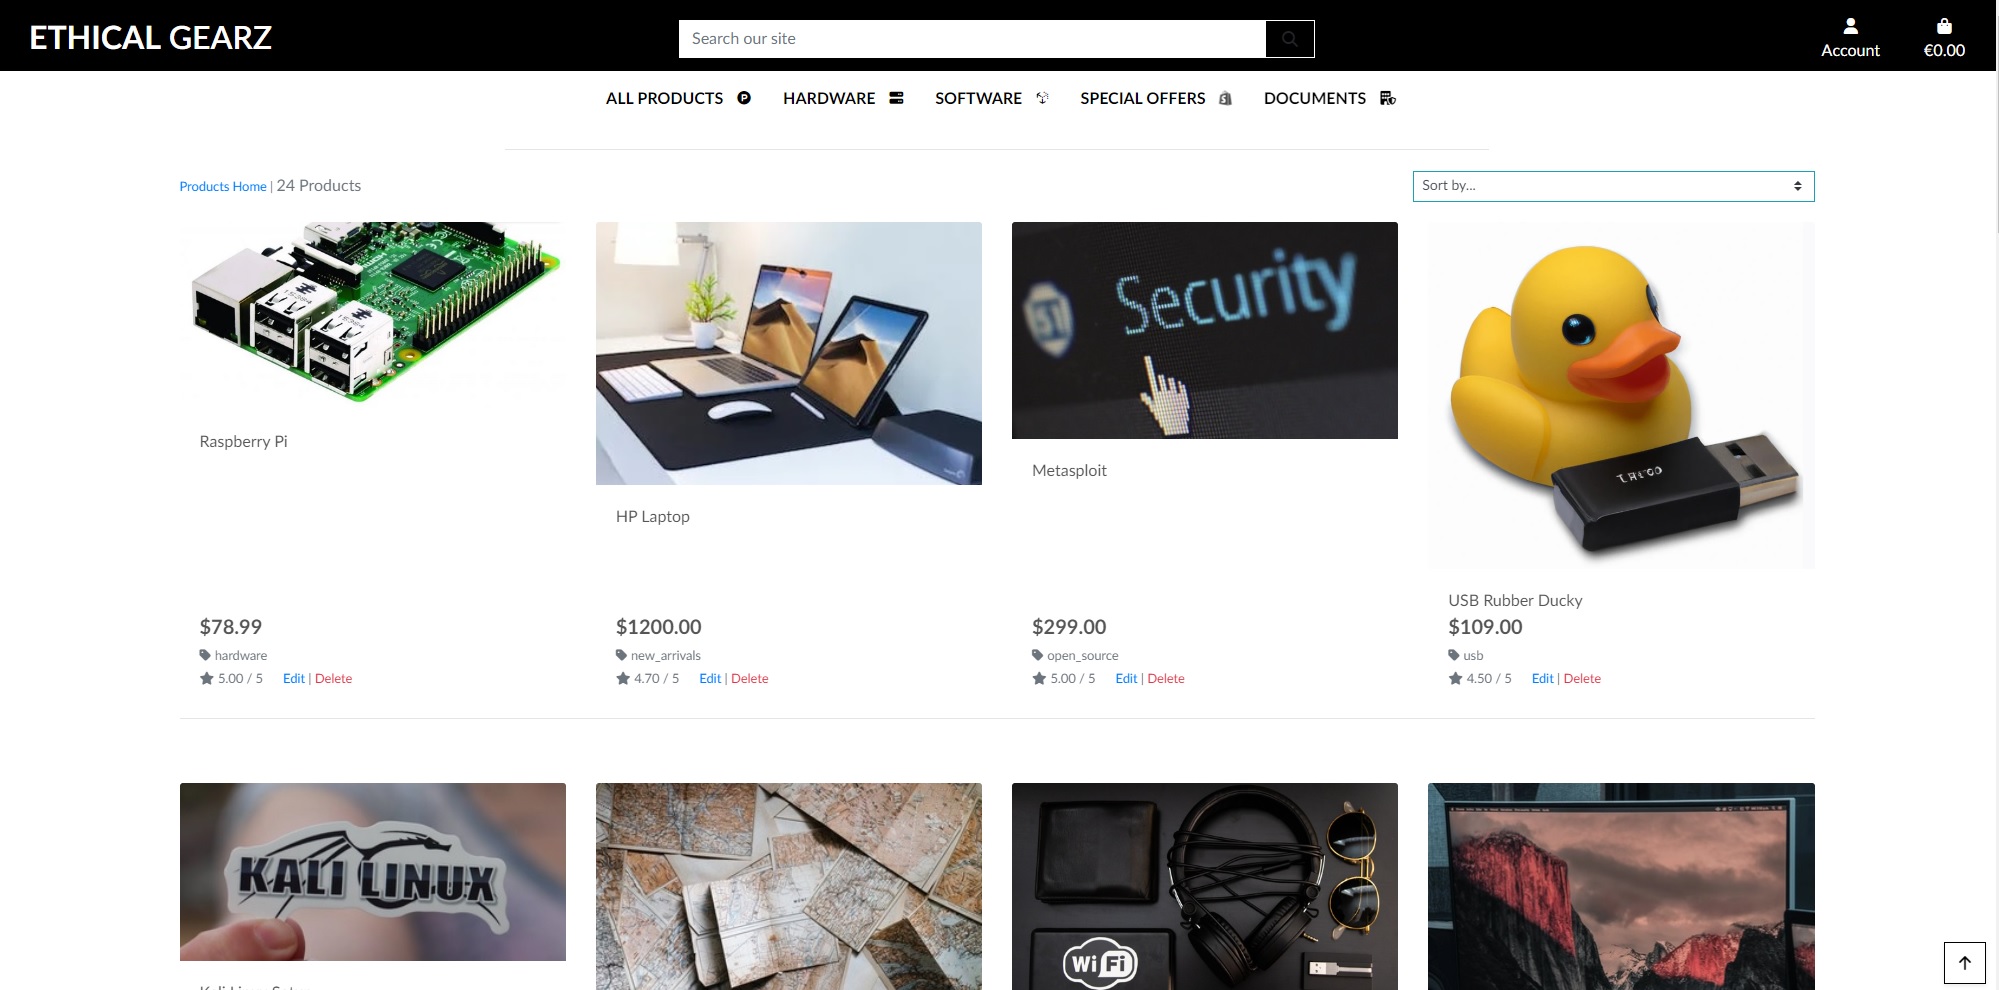 ETHICAL GEARZ
Search our site
Account
€0.00
ALL PRODUCTS
HARDWARE
SOFTWARE
SPECIAL OFFERS
DOCUMENTS
Products Home | 24 Products
Sort by...
Security
Raspberry Pi
HP Laptop
Metasploit
USB Rubber Ducky
$78.99
hardware
5.00 / 5 Edit | Delete
$1200.00
new_arrivals
4.70 / 5 Edit | Delete
$299.00
open_source
5.00 / 5 Edit | Delete
$109.00
usb
4.50 / 5 Edit | Delete
KALI LINUX
WiFi